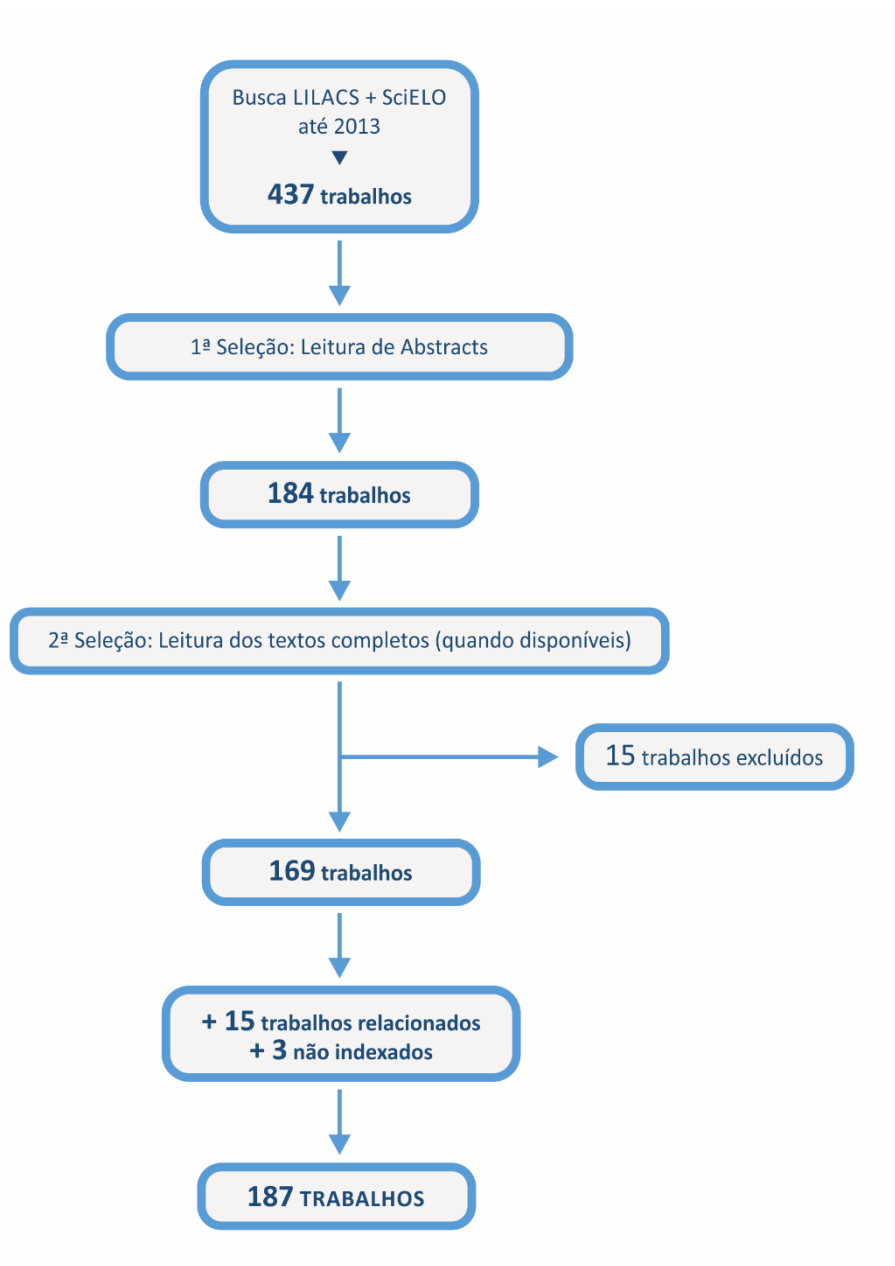 Busca LILACS + SciELO
até 2013
▼
437 trabalhos
1ª Seleção: Leitura de Abstracts
184 trabalhos
2ª Seleção: Leitura dos textos completos (quando disponíveis)
15 trabalhos excluídos
169 trabalhos
+ 15 trabalhos relacionados
+ 3 não indexados
187 TRABALHOS